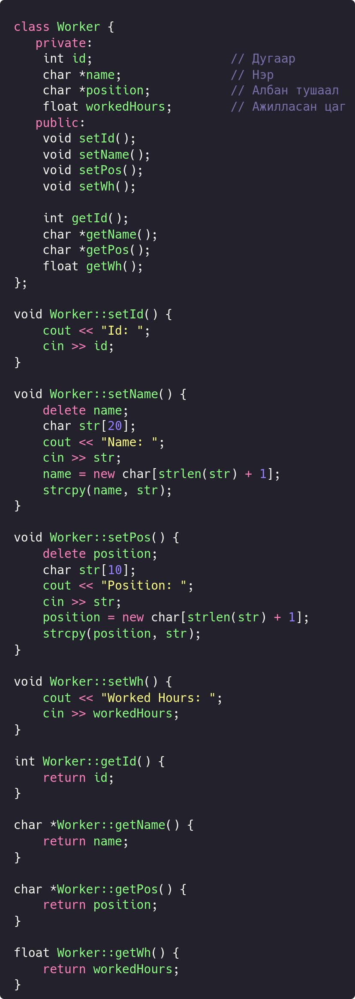 class Worker {
   private:
    int id;                   // Дугаар
    char *name;               // Нэр
    char *position;           // Албан тушаал
    float workedHours;        // Ажилласан цаг
   public:
    void setId();
    void setName();
    void setPos();
    void setWh();

    int getId();
    char *getName();
    char *getPos();
    float getWh();
};

void Worker::setId() {
    cout << "Id: ";
    cin >> id;
}

void Worker::setName() {
    delete name;
    char str[20];
    cout << "Name: ";
    cin >> str;
    name = new char[strlen(str) + 1];
    strcpy(name, str);
}

void Worker::setPos() {
    delete position;
    char str[10];
    cout << "Position: ";
    cin >> str;
    position = new char[strlen(str) + 1];
    strcpy(position, str);
}

void Worker::setWh() {
    cout << "Worked Hours: ";
    cin >> workedHours;
}

int Worker::getId() {
    return id;
}

char *Worker::getName() {
    return name;
}

char *Worker::getPos() {
    return position;
}

float Worker::getWh() {
    return workedHours;
}